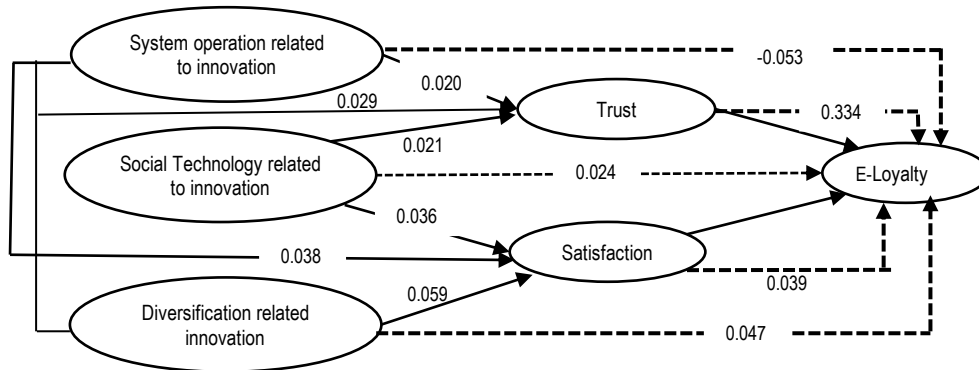 System operation related
to innovation
-0.053
0.020
0.029
Trust
0.334
0.021
Social Technology related
to innovation
0.024
E-Loyalty
0.036
0.038
Satisfaction
0.039
0.059
Diversification related
innovation
0.047